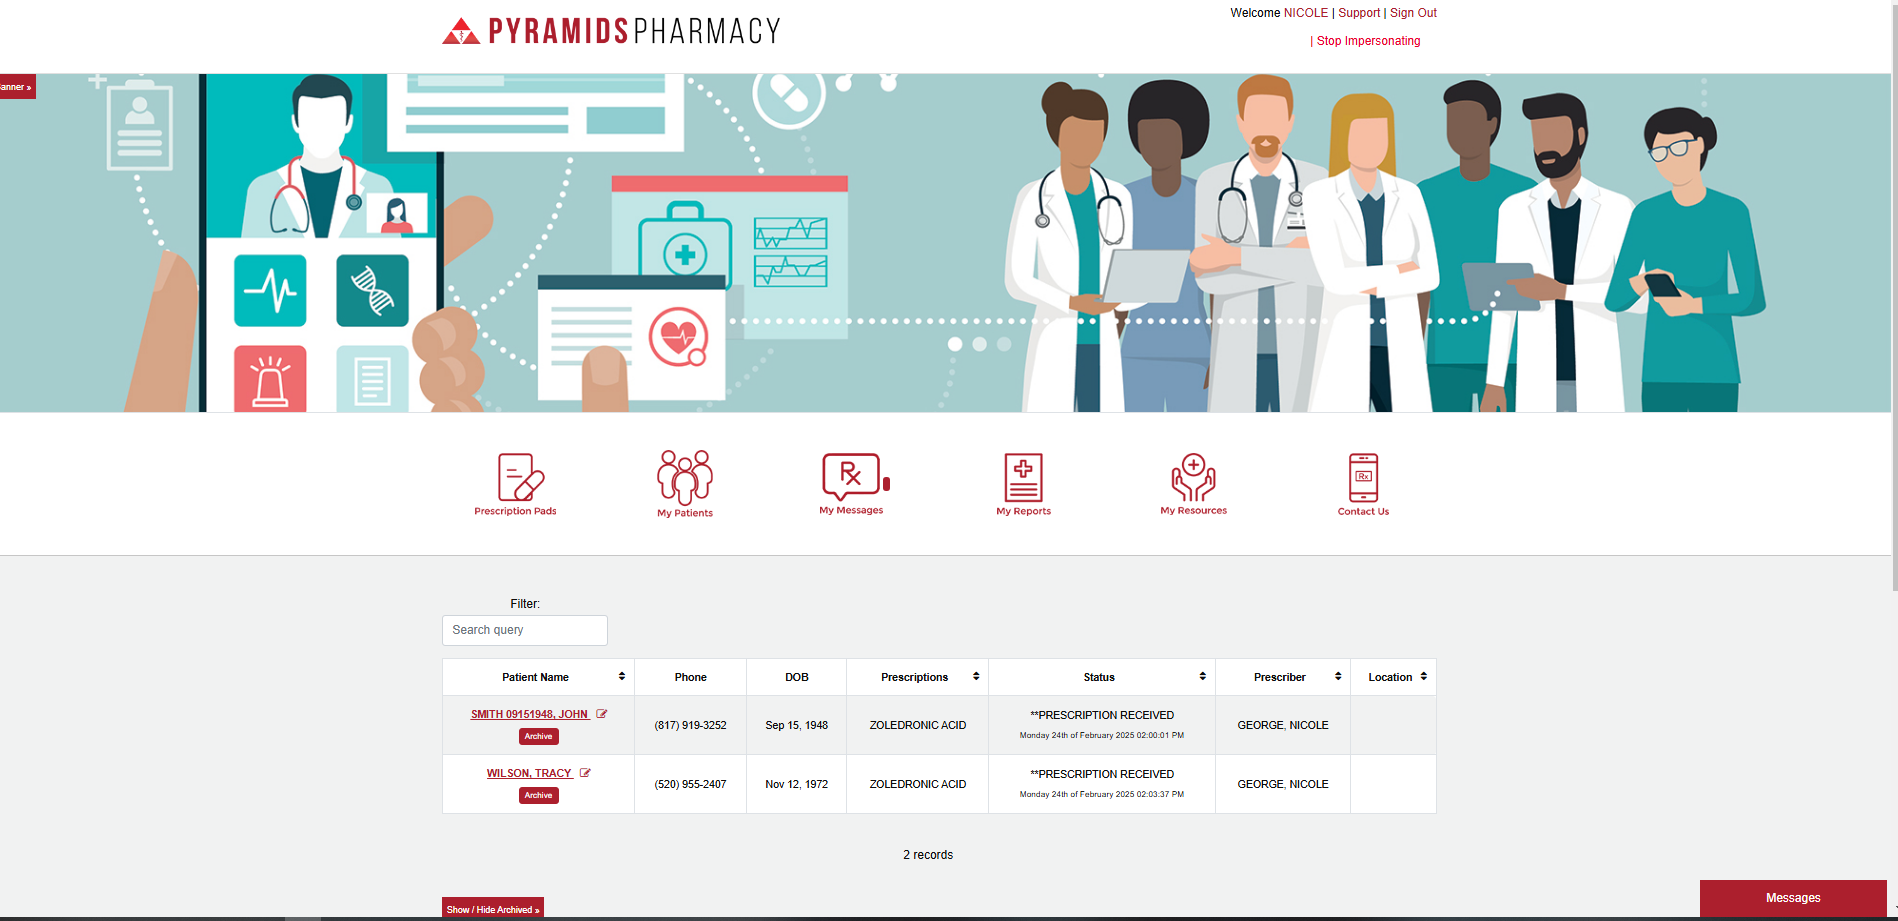 PYRAMIDSPHARMACY
Welcome NICOLE | Support | Sign Out
| Stop Impersonating
anner »
Prescription Pads
My Patients
Rx
My Messages
My Reports
My Resources
Rx
Contact Us
Filter:
Search query
Patient Name Phone DOB Prescriptions Status Prescriber Location
SMITH 09151948, JOHN
Archive
(817) 919-3252
Sep 15, 1948
ZOLEDRONIC ACID
**PRESCRIPTION RECEIVED
Monday 24th of February 2025 02:00:01 PM
GEORGE, NICOLE
WILSON, TRACY
Archive
(520) 955-2407
Nov 12, 1972
ZOLEDRONIC ACID
**PRESCRIPTION RECEIVED
Monday 24th of February 2025 02:03:37 PM
GEORGE, NICOLE
2 records
Show / Hide Archived »
Messages